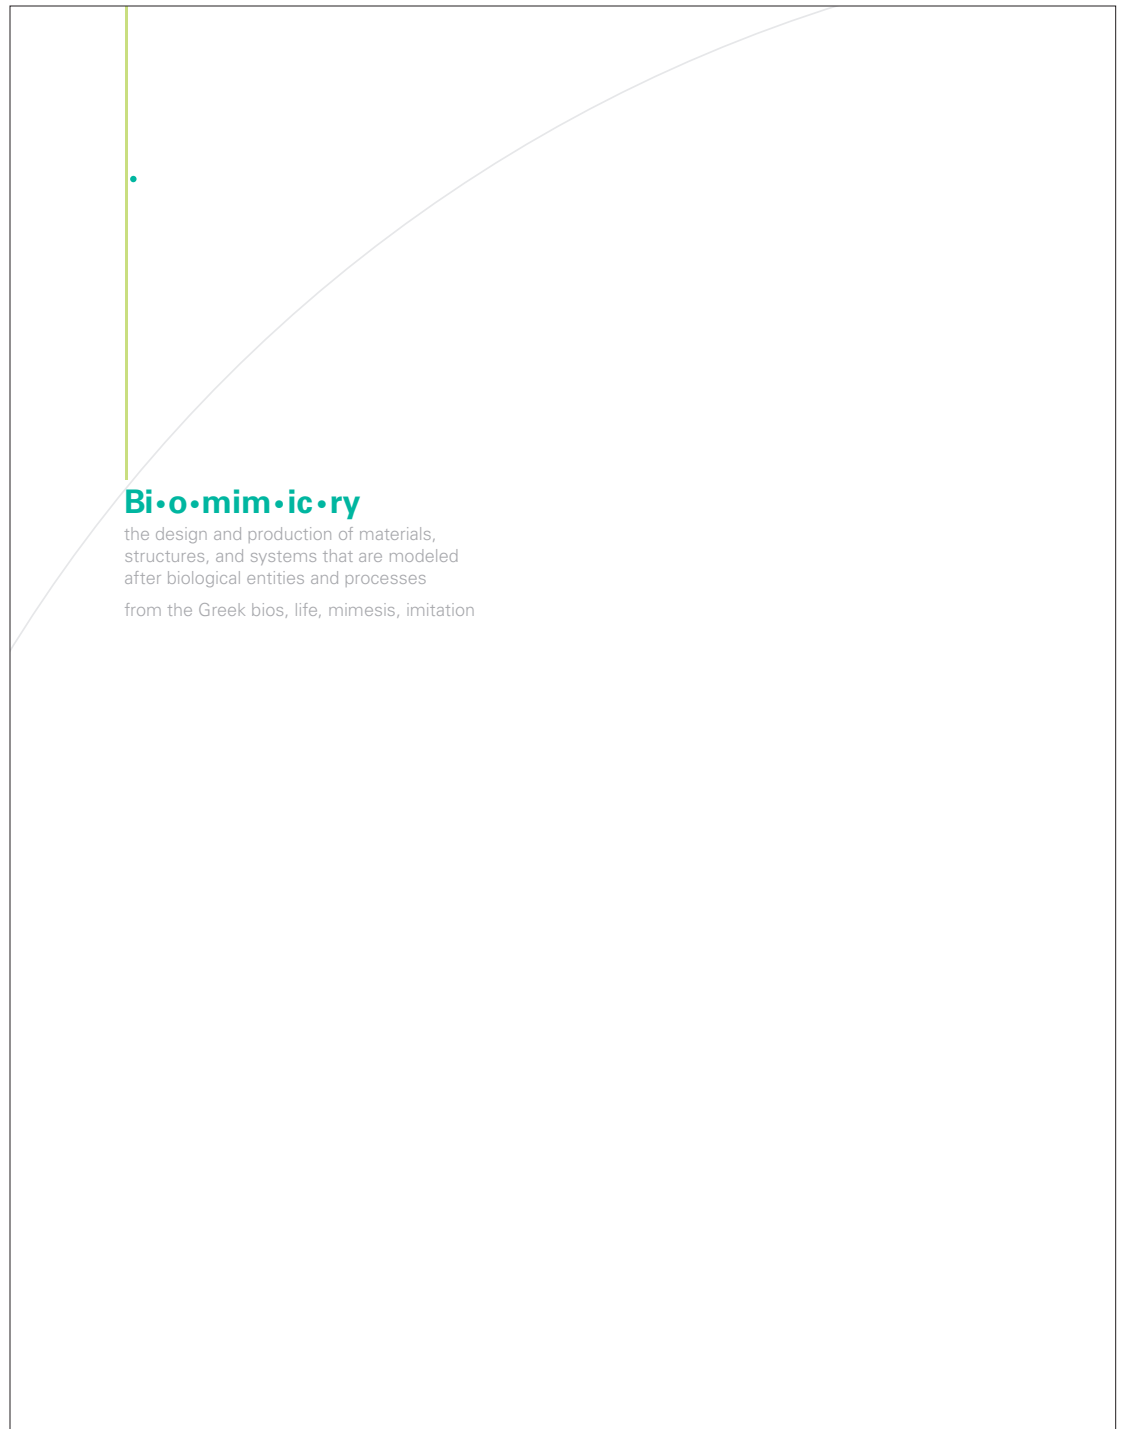 Bi•o•mim•ic•ry
the design and production of materials,
structures, and systems that are modeled
after biological entities and processes
from the Greek bios, life, mimesis, imitation